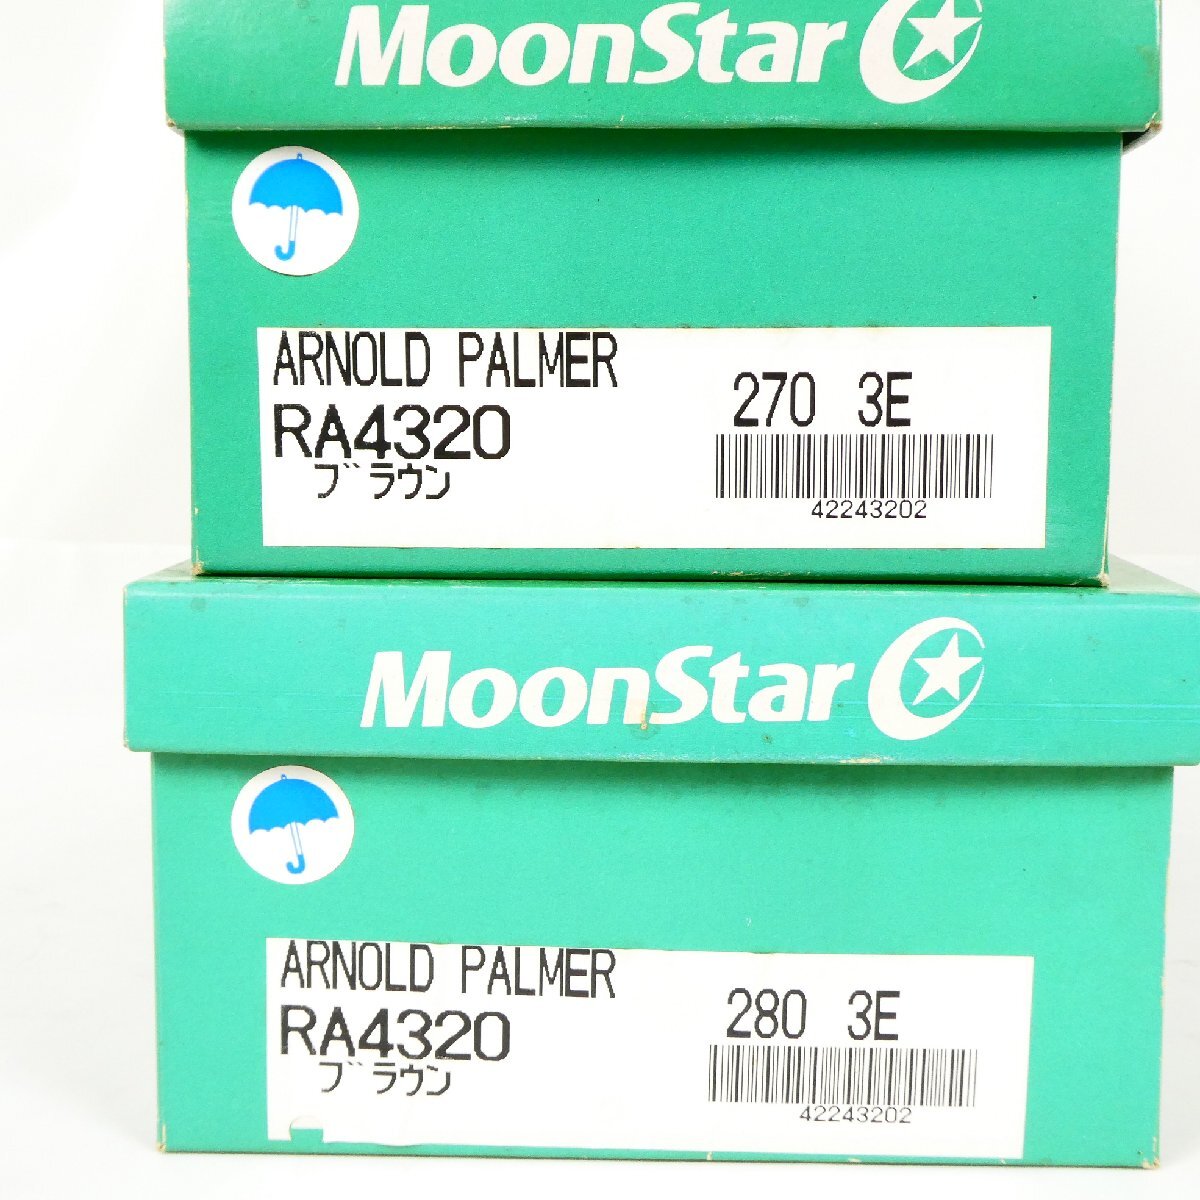 MoonStar
ARNOLD PALMER
RA4320
ブラウン
270 3E
42243202
MoonStar
ARNOLD PALMER
RA4320
ブラウン
280 3E
42243202